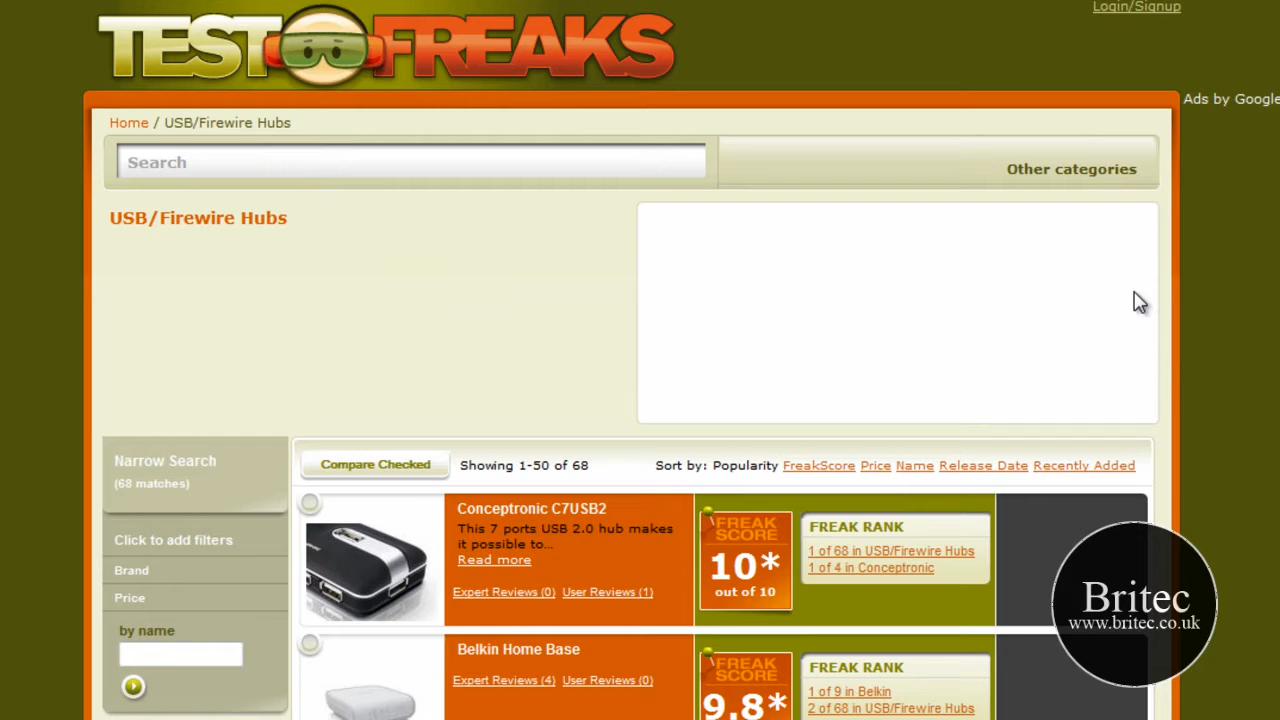 Login/Signup
TEST FREAKS
Ads by Google
Home / USB/Firewire Hubs
Search
Other categories
USB/Firewire Hubs
Narrow Search
(68 matches)
Compare Checked
Showing 1-50 of 68
Sort by: Popularity FreakScore Price Name Release Date Recently Added
Click to add filters
Brand
Price
by name
Conceptronic C7USB2
This 7 ports USB 2.0 hub makes
it possible to...
Read more
Expert Reviews (0) User Reviews (1)
FREAK
SCORE
10*
out of 10
FREAK RANK
1 of 68 in USB/Firewire Hubs
1 of 4 in Conceptronic
Belkin Home Base
Expert Reviews (4) User Reviews (0)
FREAK
SCORE
9.8*
FREAK RANK
1 of 9 in Belkin
2 of 68 in USB/Firewire Hubs
Britec
www.britec.co.uk